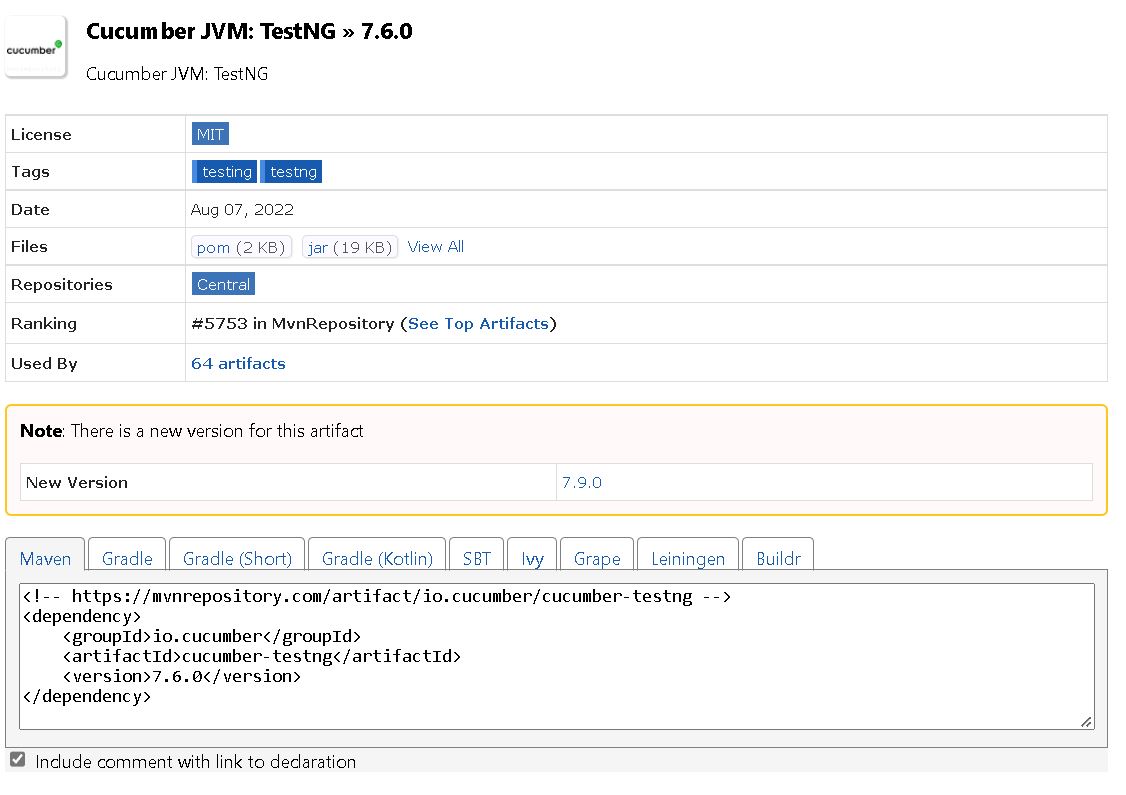 cucumber
Cucumber JVM: TestNG » 7.6.0
Cucumber JVM: TestNG
License MIT
Tags testing testng
Date Aug 07, 2022
Files pom (2 KB) jar (19 KB) View All
Repositories Central
Ranking #5753 in MvnRepository (See Top Artifacts)
Used By 64 artifacts
Note: There is a new version for this artifact
New Version 7.9.0
Maven Gradle Gradle (Short) Gradle (Kotlin) SBT Ivy Grape Leiningen Buildr
<!-- https://mvnrepository.com/artifact/io.cucumber/cucumber-testng -->
<dependency>
    <groupId>io.cucumber</groupId>
    <artifactId>cucumber-testng</artifactId>
    <version>7.6.0</version>
</dependency>
Include comment with link to declaration